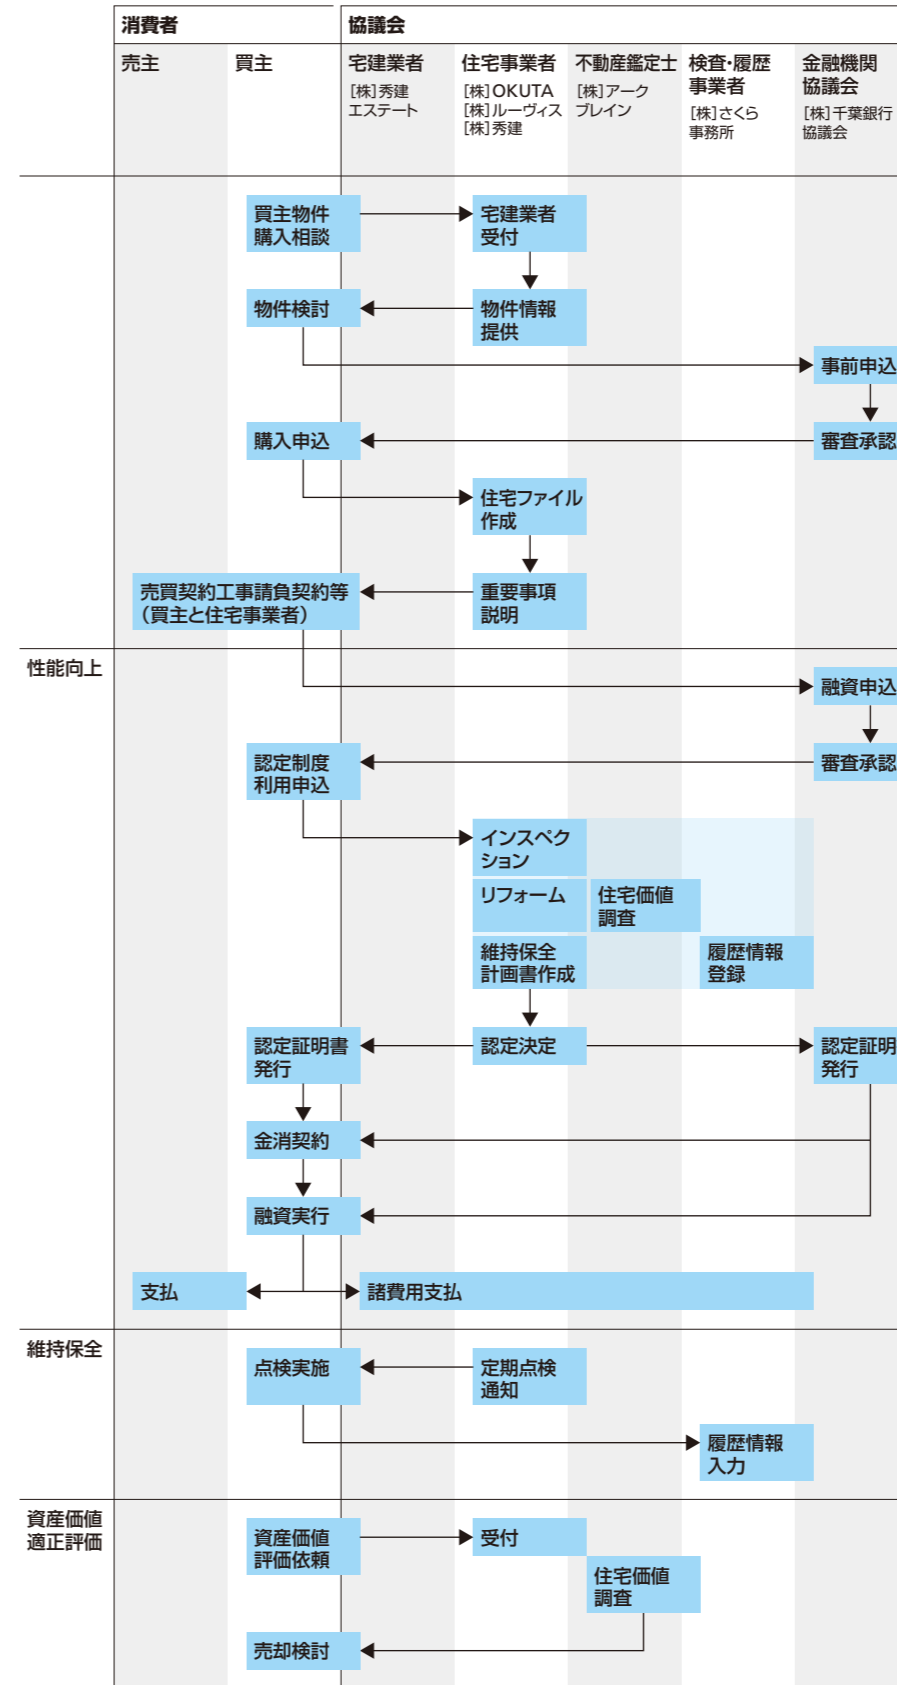 消費者
協議会
売主
買主
宅建業者
[株]秀建
エステート
住宅事業者
[株]OKUTA
[株]ルーヴィス
[株]秀建
不動産鑑定士
[株]アーク
ブレイン
検査・履歴
事業者
[株]さくら
事務所
金融機関
協議会
[株]千葉銀行
協議会
買主物件
購入相談
宅建業者
受付
物件検討
物件情報
提供
事前申込
購入申込
審査承認
住宅ファイル
作成
売買契約工事請負契約等
(買主と住宅事業者)
重要事項
説明
性能向上
融資申込
認定制度
利用申込
審査承認
インスペク
ション
リフォーム
住宅価値
調査
維持保全
計画書作成
履歴情報
登録
認定証明書
発行
認定決定
認定証明
発行
金消契約
融資実行
支払
諸費用支払
維持保全
点検実施
定期点検
通知
履歴情報
入力
資産価値
適正評価
資産価値
評価依頼
受付
住宅価値
調査
売却検討